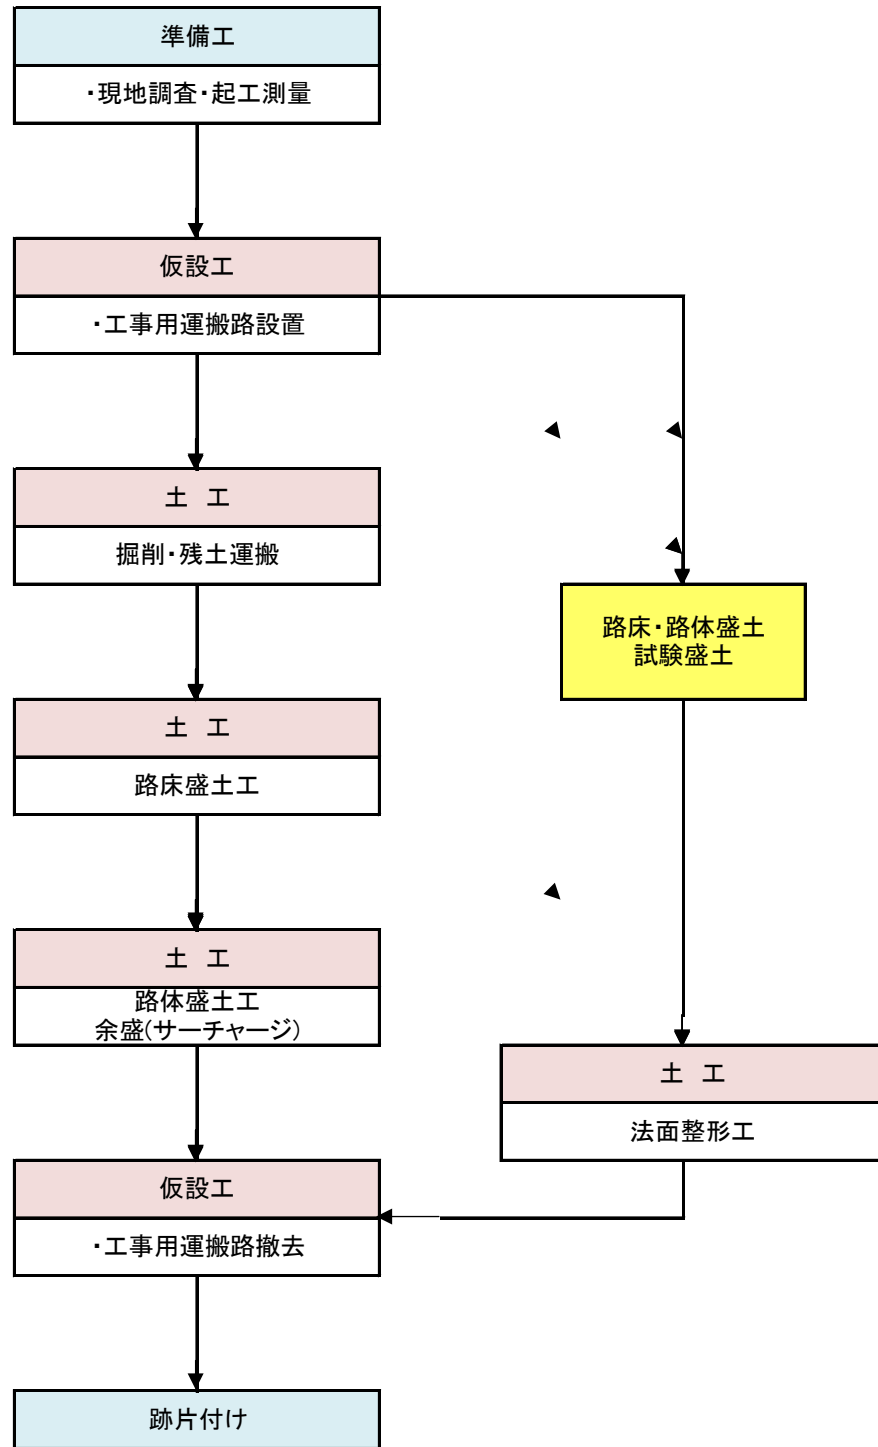 準備工
・現地調査・起工測量
仮設工
・工事用運搬路設置
土　工
掘削・残土運搬
路床・路体盛土
試験盛土
土　工
路床盛土工
土　工
路体盛土工
余盛(サーチャージ)
土　工
法面整形工
仮設工
・工事用運搬路撤去
跡片付け